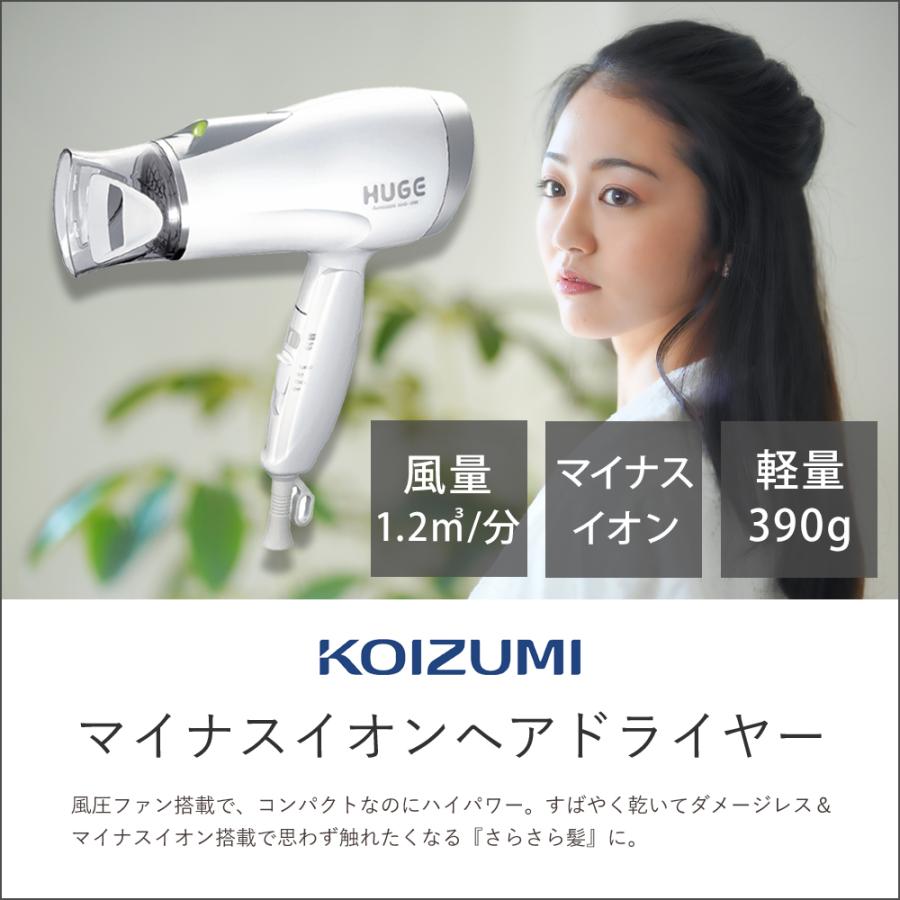 HUGE
風量
1.2㎥/分
マイナス
イオン
軽量
390g
KOIZUMI
マイナスイオンヘアドライヤー
風圧ファン搭載で、コンパクトなのにハイパワー。すばやく乾いてダメージレス＆
マイナスイオン搭載で思わず触れたくなる『さらさら髪』に。